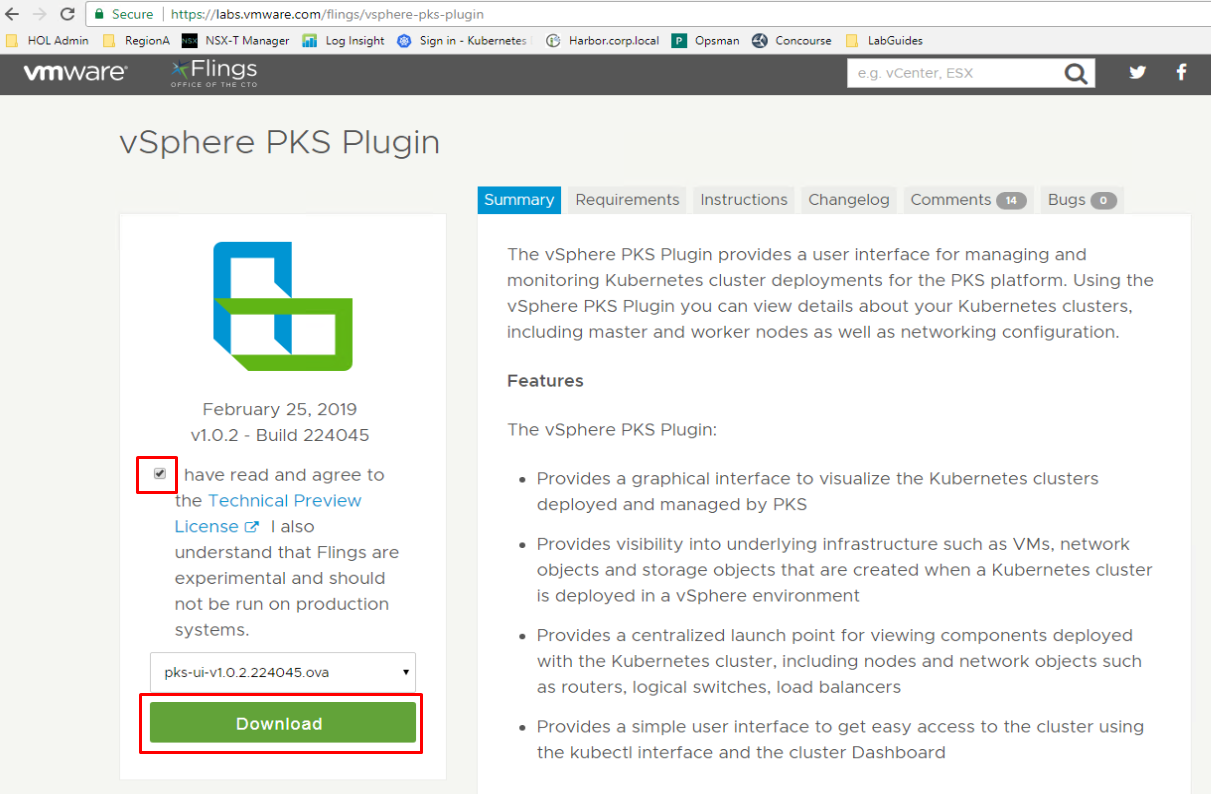 Secure | https://labs.vmware.com/flings/vsphere-pks-plugin
HOL Admin RegionA NSX NSX-T Manager Log Insight Sign in - Kubernetes Harbor.corp.local P Opsman Concourse LabGuides
vmware Flings e.g. vCenter, ESX
OFFICE OF THE CTO
vSphere PKS Plugin
Summary Requirements Instructions Changelog Comments 14 Bugs 0
February 25, 2019
v1.0.2 - Build 224045
have read and agree to
the Technical Preview
License I also
understand that Flings are
experimental and should
not be run on production
systems.
pks-ui-v1.0.2.224045.ova
Download
The vSphere PKS Plugin provides a user interface for managing and
monitoring Kubernetes cluster deployments for the PKS platform. Using the
vSphere PKS Plugin you can view details about your Kubernetes clusters,
including master and worker nodes as well as networking configuration.
Features
The vSphere PKS Plugin:
• Provides a graphical interface to visualize the Kubernetes clusters
deployed and managed by PKS
• Provides visibility into underlying infrastructure such as VMs, network
objects and storage objects that are created when a Kubernetes cluster
is deployed in a vSphere environment
• Provides a centralized launch point for viewing components deployed
with the Kubernetes cluster, including nodes and network objects such
as routers, logical switches, load balancers
• Provides a simple user interface to get easy access to the cluster using
the kubectl interface and the cluster Dashboard